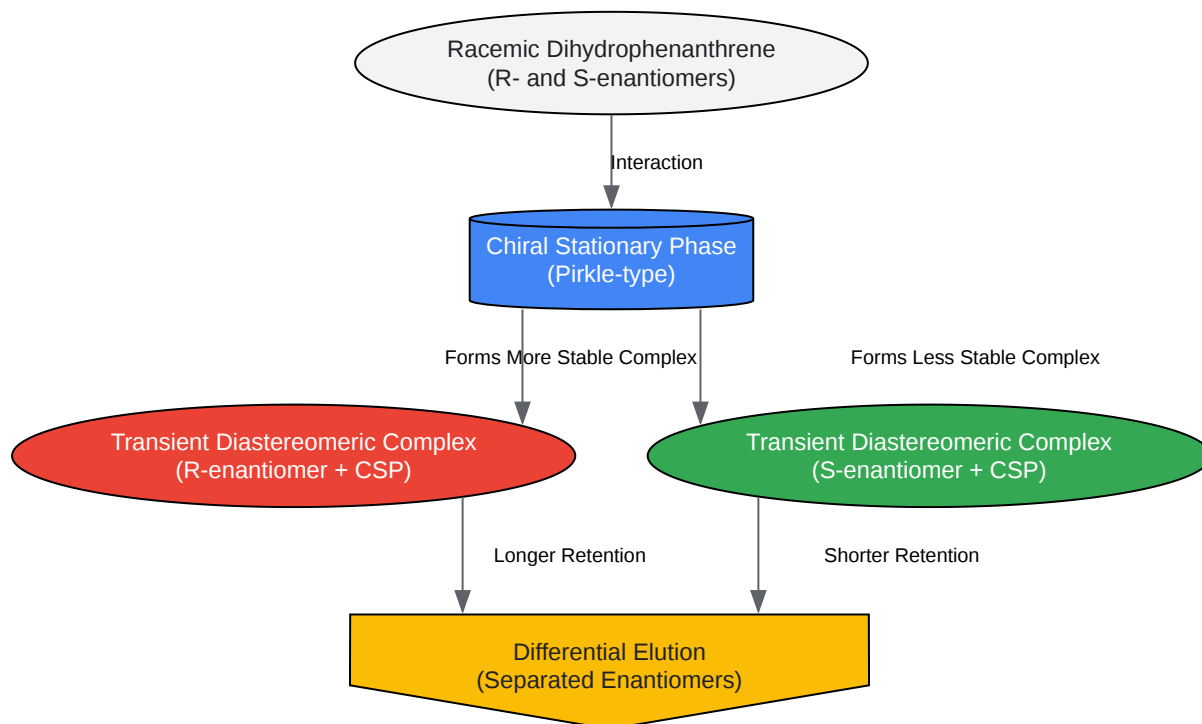 Racemic Dihydrophenanthrene
(R- and S-enantiomers)
Interaction
Chiral Stationary Phase
(Pirkle-type)
Forms More Stable Complex
Forms Less Stable Complex
Transient Diastereomeric Complex
(R-enantiomer + CSP)
Transient Diastereomeric Complex
(S-enantiomer + CSP)
Longer Retention
Shorter Retention
Differential Elution
(Separated Enantiomers)